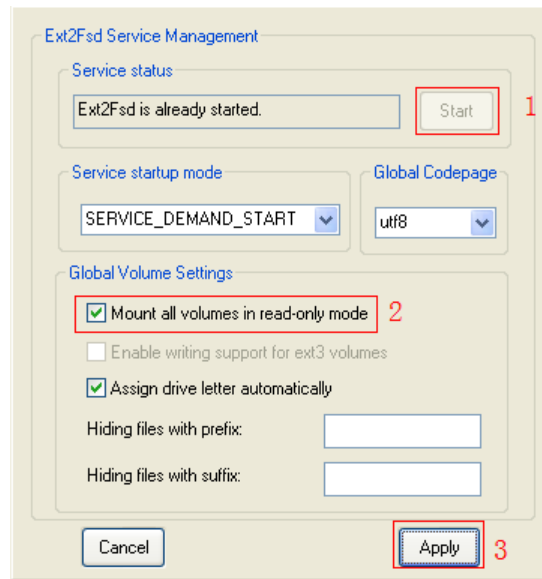 Ext2Fsd Service Management
Service status
Ext2Fsd is already started.
Start
1
Service startup mode
Global Codepage
SERVICE_DEMAND_START
utf8
Global Volume Settings
Mount all volumes in read-only mode
2
Enable writing support for ext3 volumes
Assign drive letter automatically
Hiding files with prefix:
Hiding files with suffix:
Cancel
Apply
3